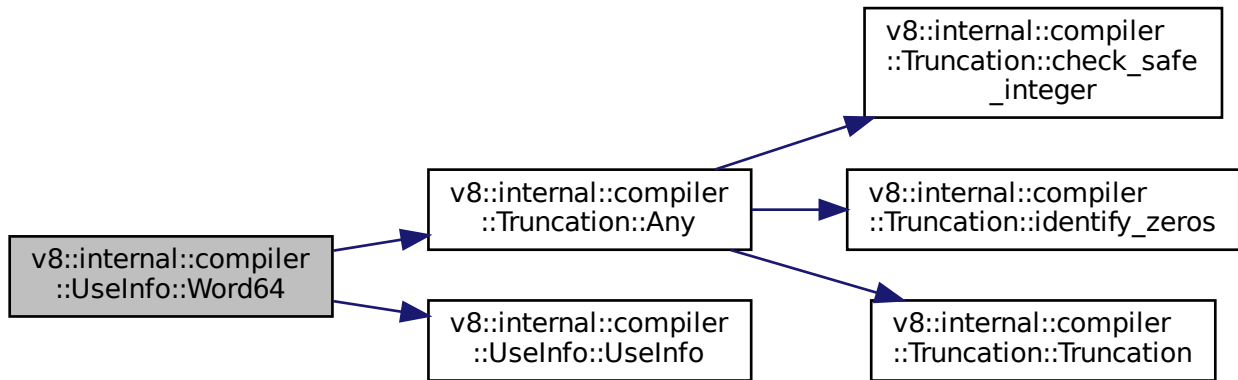 v8::internal::compiler
::UseInfo::Word64
v8::internal::compiler
::Truncation::Any
v8::internal::compiler
::UseInfo::UseInfo
v8::internal::compiler
::Truncation::check_safe
_integer
v8::internal::compiler
::Truncation::identify_zeros
v8::internal::compiler
::Truncation::Truncation